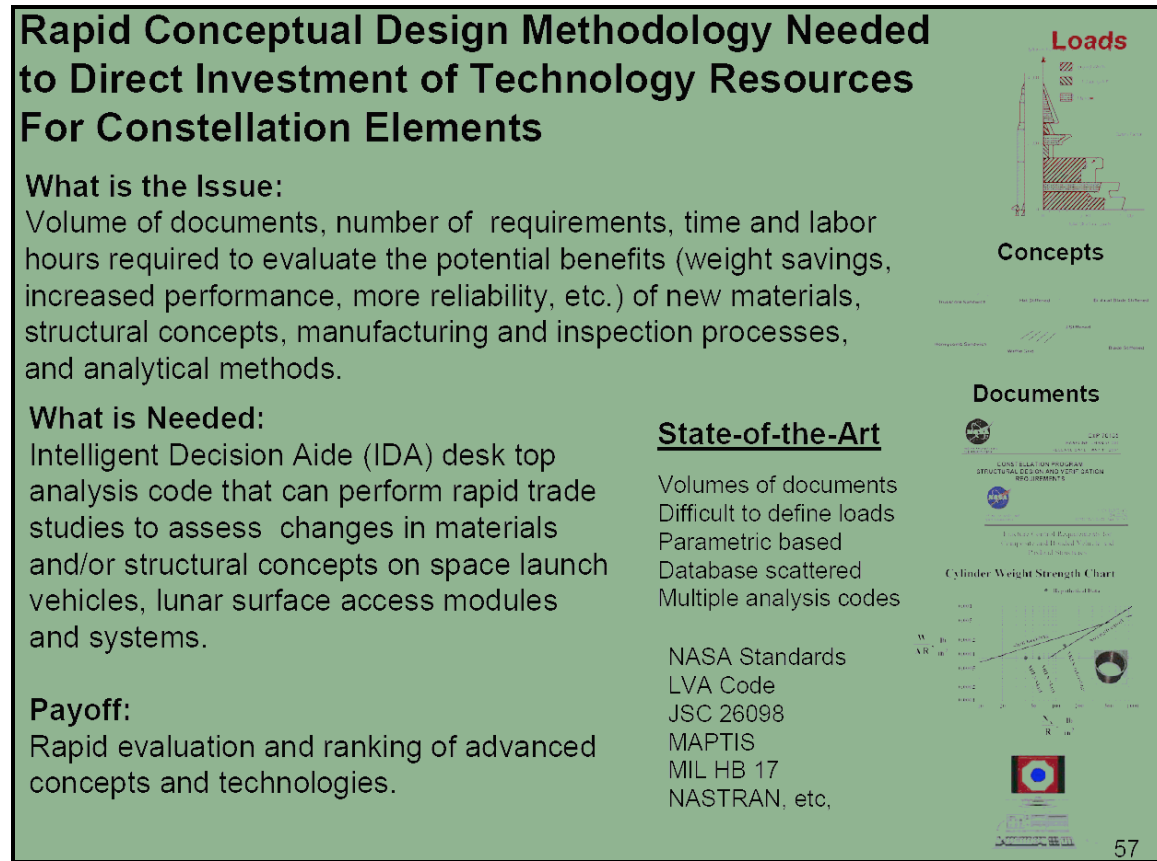 Rapid Conceptual Design Methodology Needed
to Direct Investment of Technology Resources
For Constellation Elements
What is the Issue:
Volume of documents, number of requirements, time and labor
hours required to evaluate the potential benefits (weight savings,
increased performance, more reliability, etc.) of new materials,
structural concepts, manufacturing and inspection processes,
and analytical methods.
What is Needed:
Intelligent Decision Aide (IDA) desk top
analysis code that can perform rapid trade
studies to assess changes in materials
and/or structural concepts on space launch
vehicles, lunar surface access modules
and systems.
Payoff:
Rapid evaluation and ranking of advanced
concepts and technologies.
State-of-the-Art
Volumes of documents
Difficult to define loads
Parametric based
Database scattered
Multiple analysis codes
NASA Standards
LVA Code
JSC 26098
MAPTIS
MIL HB 17
NASTRAN, etc,
Loads
Concepts
Documents
CONSTELLATION PROGRAM
STRUCTURAL DESIGN AND VERIFICATION
REQUIREMENTS
Cylinder Weight Strength Chart
57